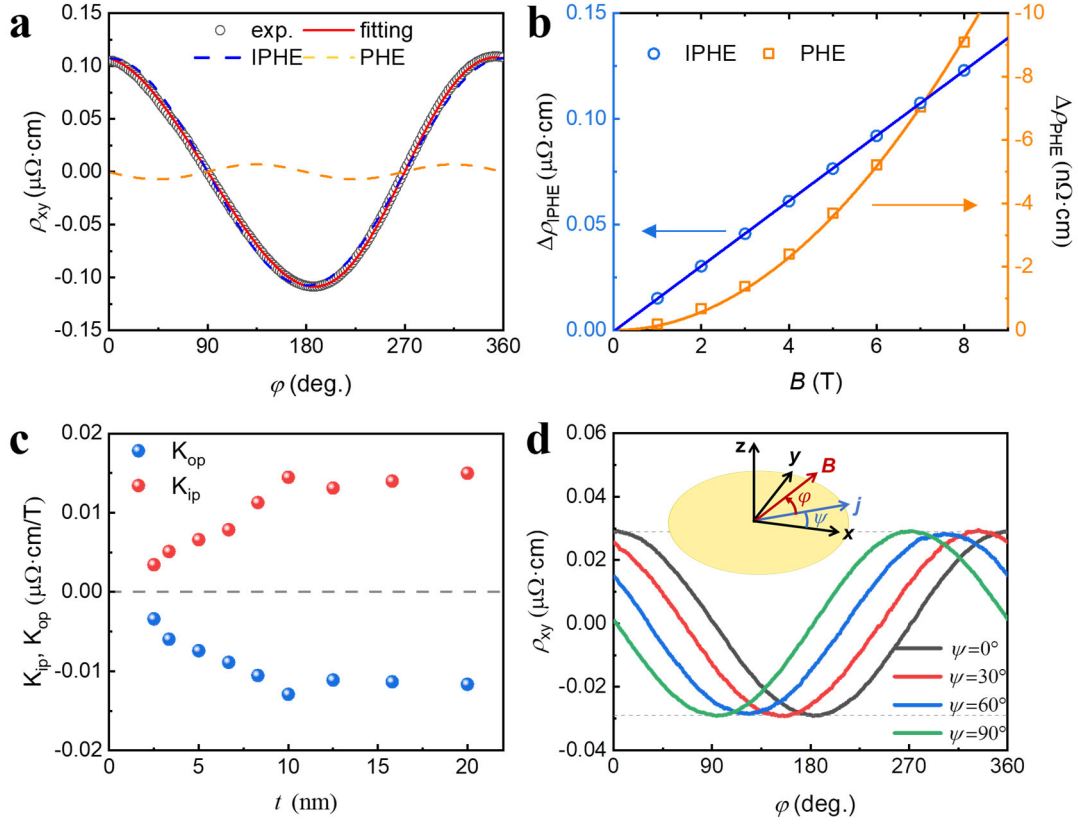 a
exp. fitting
IPHE PHE
0.10
0.05
0.00
-0.05
-0.10
-0.15
ρxy (μΩ·cm)
0 90 180 270 360
φ (deg.)
b
IPHE PHE
0.15
0.10
0.05
0.00
ΔρIPHE (μΩ·cm)
-10
-8
-6
-4
-2
0
ΔρPHE (nΩ·cm)
0 2 4 6 8
B (T)
c
Kop
Kip
0.02
0.01
0.00
-0.01
-0.02
Kip, Kop (μΩ·cm/T)
0 5 10 15 20
t (nm)
d
0.06
0.04
0.02
0.00
-0.02
-0.04
ρxy (μΩ·cm)
z
y
B
φ
j
ψ
x
ψ=0°
ψ=30°
ψ=60°
ψ=90°
0 90 180 270 360
φ (deg.)